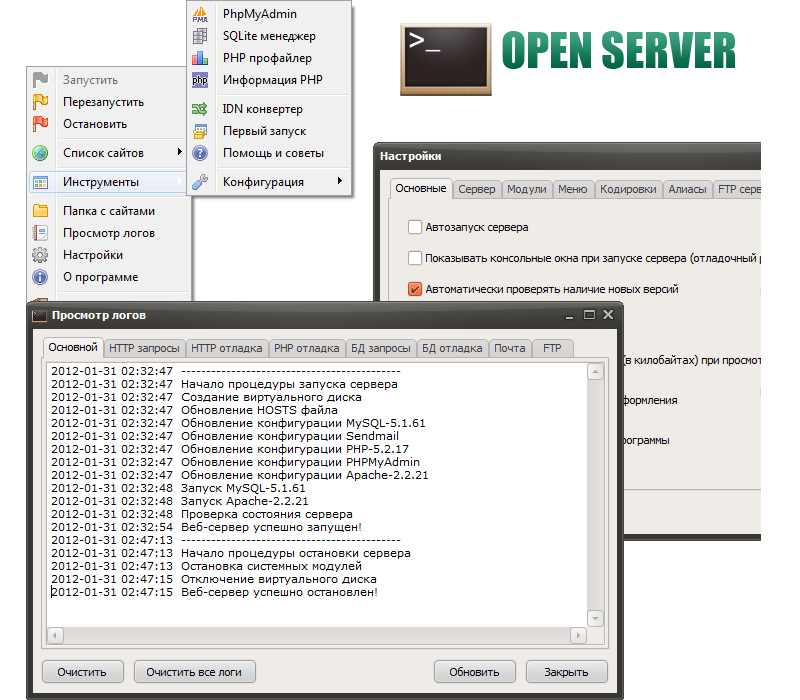 PhpMyAdmin
SQLite менеджер
PHP профайлер
Информация PHP
IDN конвертер
Первый запуск
Помощь и советы
Конфигурация
>_
OPEN SERVER
Запустить
Перезапустить
Остановить
Список сайтов
Инструменты
Папка с сайтами
Просмотр логов
Настройки
О программе
Настройки
Основные Сервер Модули Меню Кодировки Алиасы FTP серв
Автозапуск сервера
Показывать консольные окна при запуске сервера (отладочный р
Автоматически проверять наличие новых версий
(в килобайтах) при просмот
формления
рограммы
Просмотр логов
Основной HTTP запросы HTTP отладка PHP отладка БД запросы БД отладка Почта FTP
2012-01-31 02:32:47 --------------------------------------------
2012-01-31 02:32:47 Начало процедуры запуска сервера
2012-01-31 02:32:47 Создание виртуального диска
2012-01-31 02:32:47 Обновление HOSTS файла
2012-01-31 02:32:47 Обновление конфигурации MySQL-5.1.61
2012-01-31 02:32:47 Обновление конфигурации Sendmail
2012-01-31 02:32:47 Обновление конфигурации PHP-5.2.17
2012-01-31 02:32:47 Обновление конфигурации PHPMyAdmin
2012-01-31 02:32:47 Обновление конфигурации Apache-2.2.21
2012-01-31 02:32:48 Запуск MySQL-5.1.61
2012-01-31 02:32:48 Запуск Apache-2.2.21
2012-01-31 02:32:48 Проверка состояния сервера
2012-01-31 02:32:54 Веб-сервер успешно запущен!
2012-01-31 02:47:13 --------------------------------------------
2012-01-31 02:47:13 Начало процедуры остановки сервера
2012-01-31 02:47:13 Остановка системных модулей
2012-01-31 02:47:15 Отключение виртуального диска
2012-01-31 02:47:15 Веб-сервер успешно остановлен!
Очистить Очистить все логи Обновить Закрыть